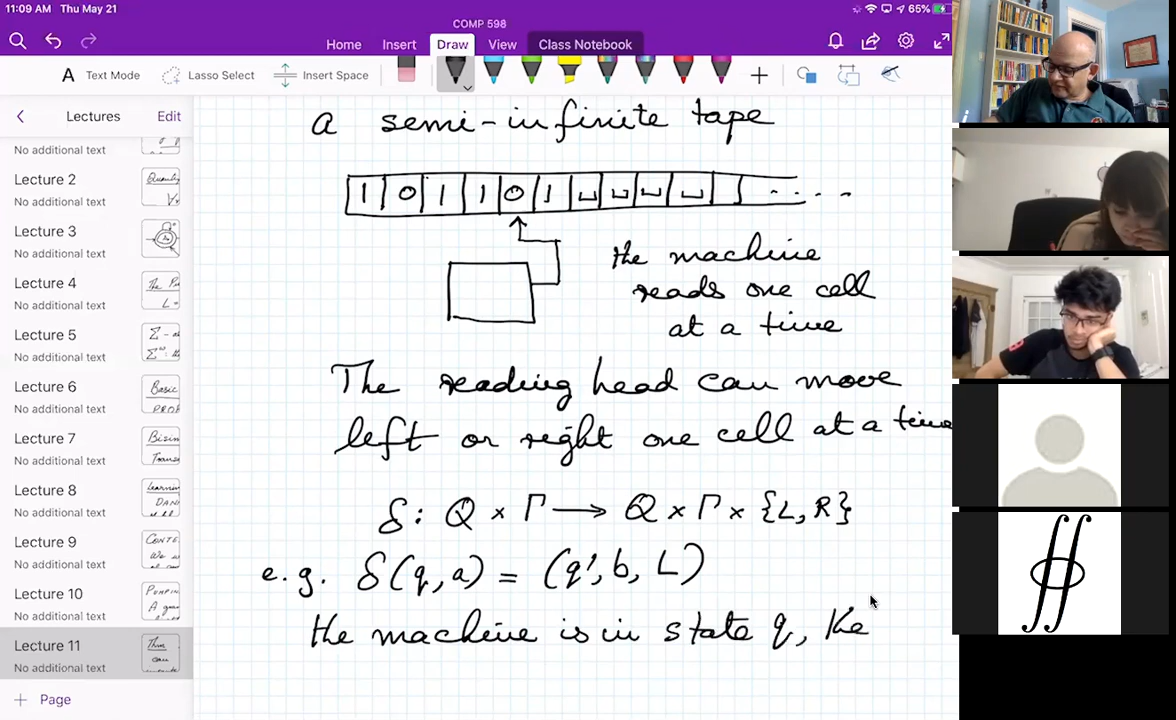 11:09 AM Thu May 21
65%
COMP 598
Home Insert Draw View Class Notebook
A Text Mode Lasso Select Insert Space
Lectures Edit
No additional text
Lecture 2
No additional text
Lecture 3
No additional text
Lecture 4
No additional text
Lecture 5
No additional text
Lecture 6
No additional text
Lecture 7
No additional text
Lecture 8
No additional text
Lecture 9
No additional text
Lecture 10
No additional text
Lecture 11
No additional text
+ Page
a semi-infinite tape
1 0 1 1 0 1 ␣ ␣ ␣ ␣ ....
the machine
reads one cell
at a time
The reading head can move
left or right one cell at a time
δ: Q × Γ → Q × Γ × {L, R}
e.g. δ(q, a) = (q', b, L)
the machine is in state q, the
∯